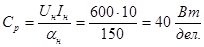 C_р = U_н I_н / α_н = 600·10 / 150 = 40 Вт / дел.